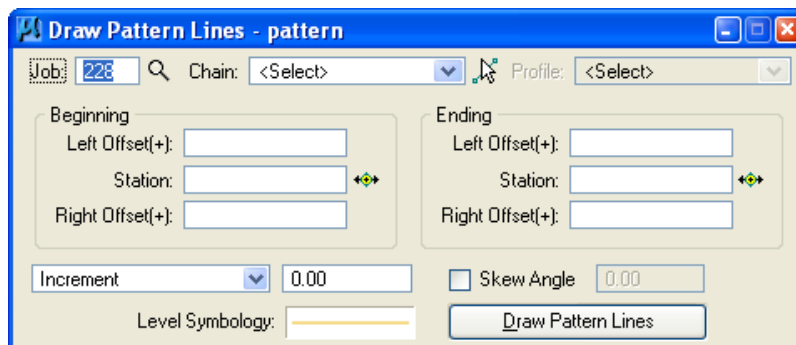 Draw Pattern Lines - pattern
Job: 228 Chain: <Select> Profile: <Select>
Beginning Ending
Left Offset(+): Left Offset(+):
Station: Station:
Right Offset(+): Right Offset(+):
Increment 0.00 Skew Angle 0.00
Level Symbology: Draw Pattern Lines